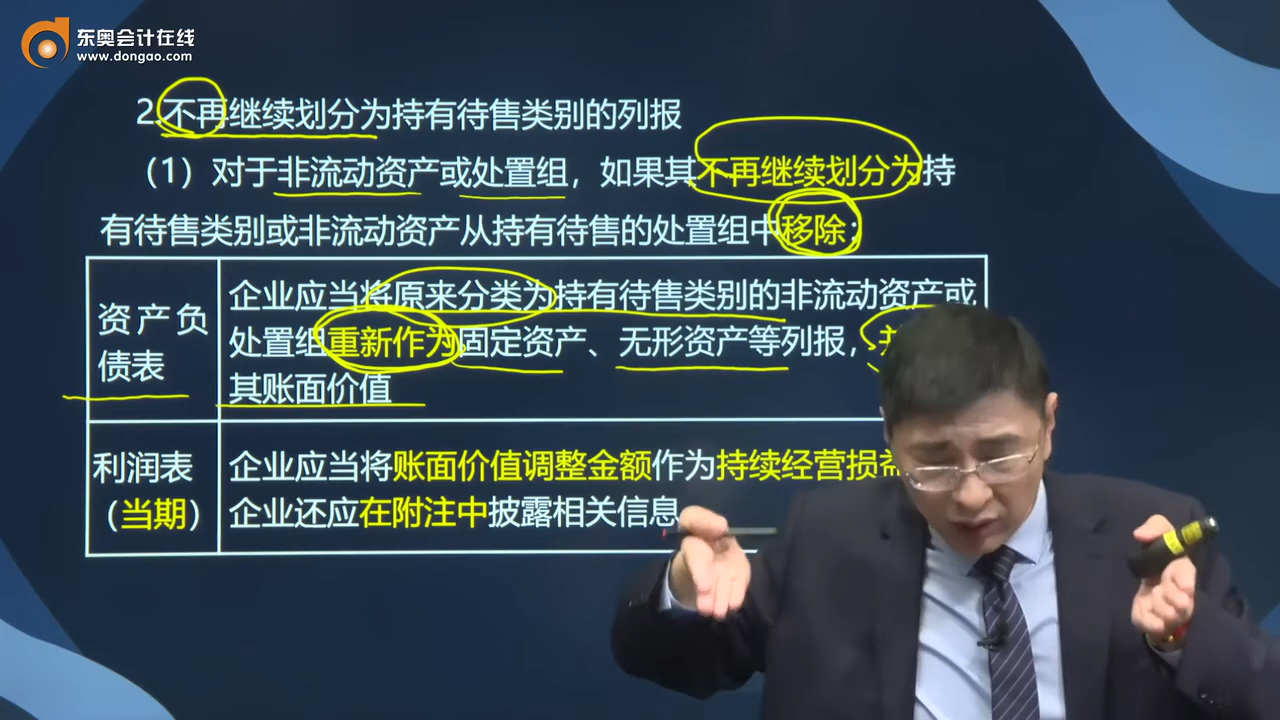 东奥会计在线
www.dongao.com
2.不再继续划分为持有待售类别的列报
（1）对于非流动资产或处置组，如果其不再继续划分为持
有待售类别或非流动资产从持有待售的处置组中移除：
资产负
债表
企业应当将原来分类为持有待售类别的非流动资产或
处置组重新作为固定资产、无形资产等列报，
其账面价值
利润表
（当期）
企业应当将账面价值调整金额作为持续经营损益
企业还应在附注中披露相关信息